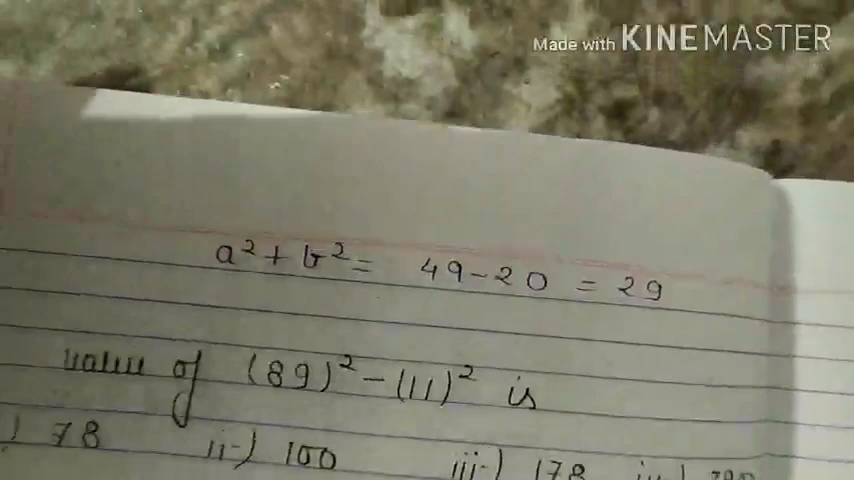 Made with KINEMASTER
a² + b² = 49 - 20 = 29
value of (89)² - (11)² is
) 78 ii-) 100 iii-) 178